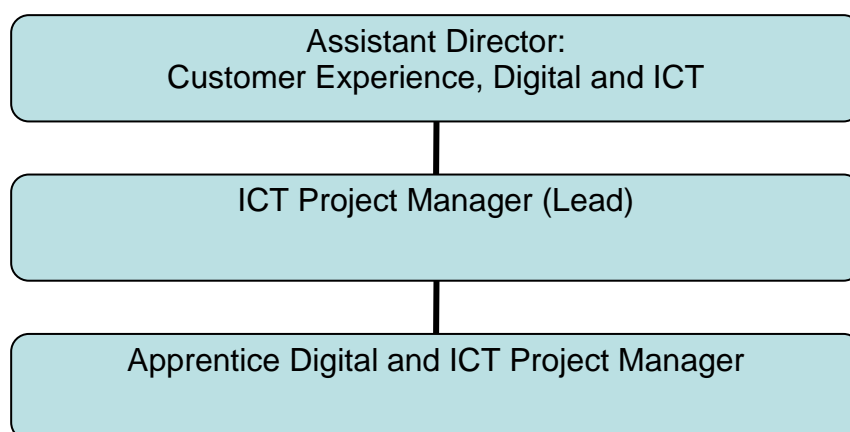 Assistant Director:
Customer Experience, Digital and ICT
ICT Project Manager (Lead)
Apprentice Digital and ICT Project Manager